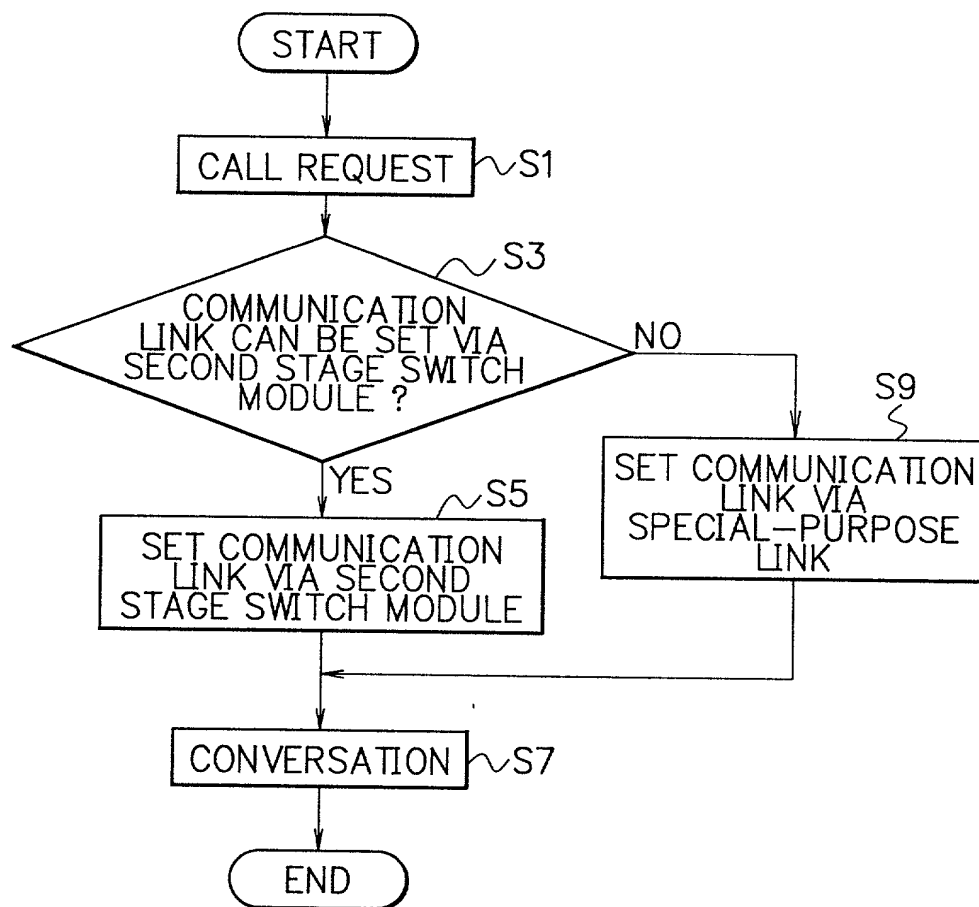 START
CALL REQUEST
S1
S3
COMMUNICATION
LINK CAN BE SET VIA
SECOND STAGE SWITCH
MODULE ?
NO
S9
SET COMMUNICATION
LINK VIA
SPECIAL-PURPOSE
LINK
YES
S5
SET COMMUNICATION
LINK VIA SECOND
STAGE SWITCH MODULE
CONVERSATION
S7
END